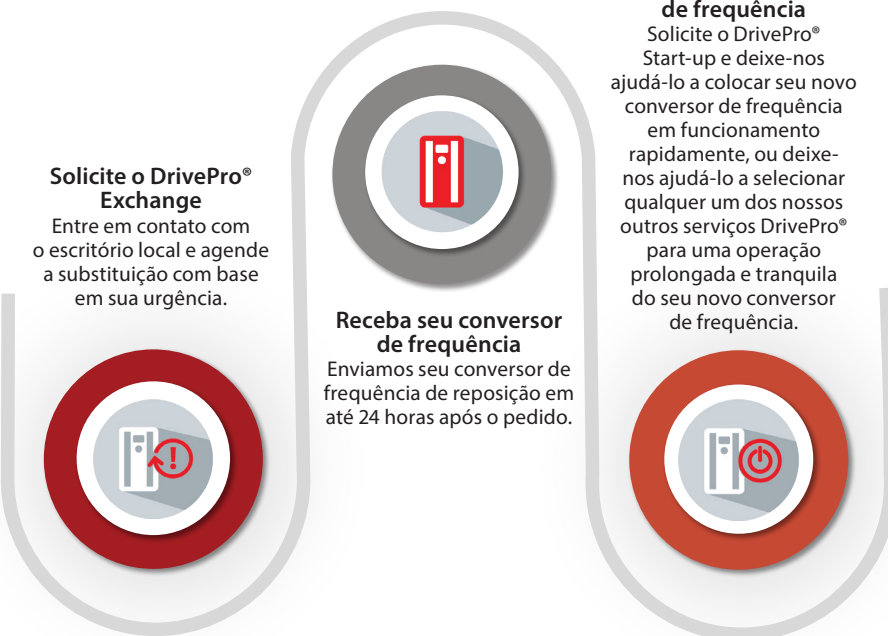 Solicite o DrivePro®
Exchange
Entre em contato com
o escritório local e agende
a substituição com base
em sua urgência.
Receba seu conversor
de frequência
Enviamos seu conversor de
frequência de reposição em
até 24 horas após o pedido.
de frequência
Solicite o DrivePro®
Start-up e deixe-nos
ajudá-lo a colocar seu novo
conversor de frequência
em funcionamento
rapidamente, ou deixe-
nos ajudá-lo a selecionar
qualquer um dos nossos
outros serviços DrivePro®
para uma operação
prolongada e tranquila
do seu novo conversor
de frequência.